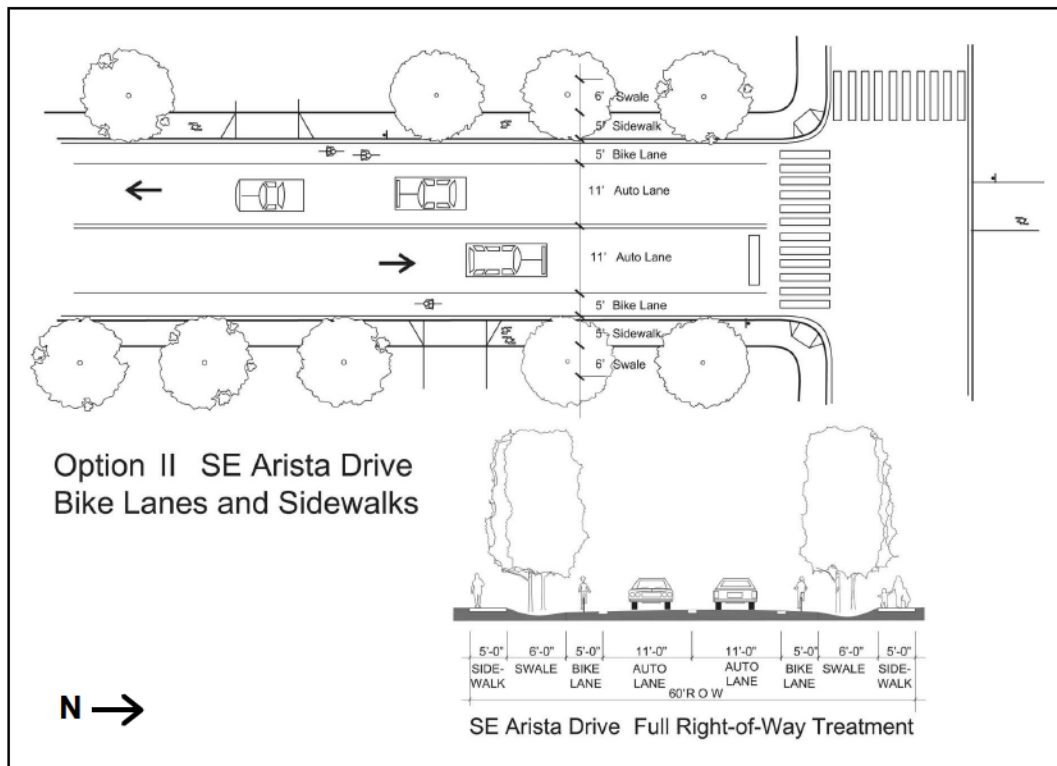 6' Swale
5' Sidewalk
5' Bike Lane
11' Auto Lane
11' Auto Lane
5' Bike Lane
5' Sidewalk
6' Swale
Option II SE Arista Drive
Bike Lanes and Sidewalks
5'-0" 6'-0" 5'-0" 11'-0" 11'-0" 5'-0" 6'-0" 5'-0"
SIDE- SWALE BIKE AUTO AUTO BIKE SWALE SIDE-
WALK LANE LANE LANE LANE WALK
60'R O W
N
SE Arista Drive Full Right-of-Way Treatment